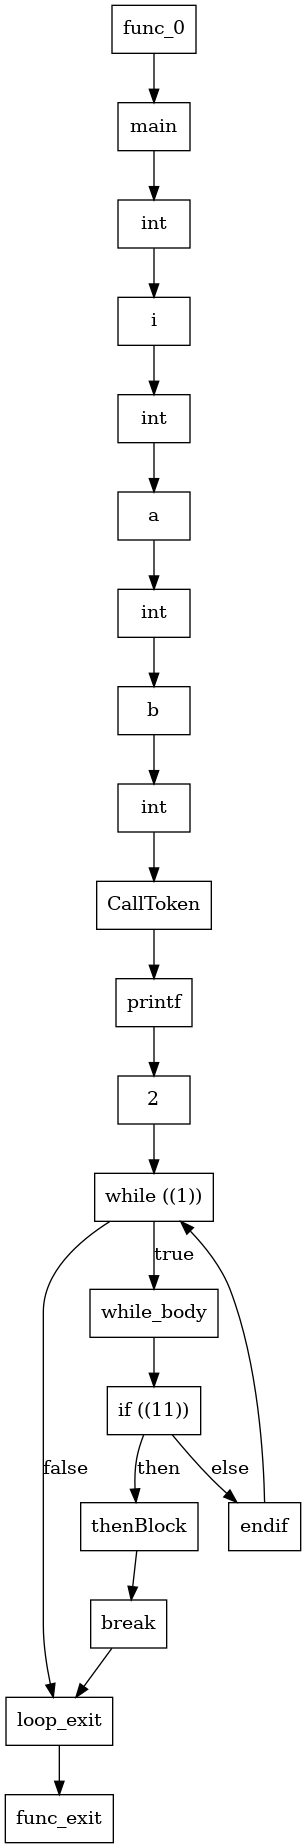 func_0
main
int
i
int
a
int
b
int
CallToken
printf
2
while ((1))
true
while_body
if ((11))
false
then
else
thenBlock
endif
break
loop_exit
func_exit